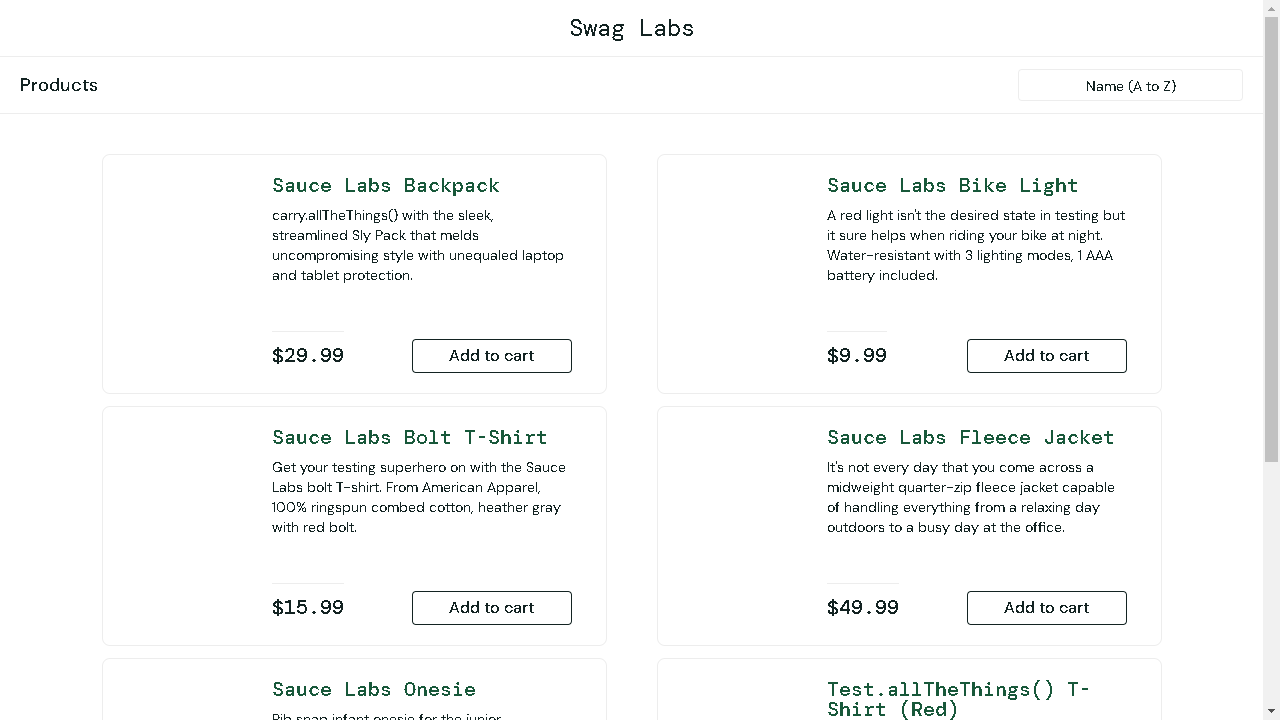 Swag Labs
Products
Name (A to Z)
Sauce Labs Backpack
carry.allTheThings() with the sleek,
streamlined Sly Pack that melds
uncompromising style with unequaled laptop
and tablet protection.
$29.99
Add to cart
Sauce Labs Bike Light
A red light isn't the desired state in testing but
it sure helps when riding your bike at night.
Water-resistant with 3 lighting modes, 1 AAA
battery included.
$9.99
Add to cart
Sauce Labs Bolt T-Shirt
Get your testing superhero on with the Sauce
Labs bolt T-shirt. From American Apparel,
100% ringspun combed cotton, heather gray
with red bolt.
$15.99
Add to cart
Sauce Labs Fleece Jacket
It's not every day that you come across a
midweight quarter-zip fleece jacket capable
of handling everything from a relaxing day
outdoors to a busy day at the office.
$49.99
Add to cart
Sauce Labs Onesie
Rib snap infant onesie for the junior
Test.allTheThings() T-
Shirt (Red)